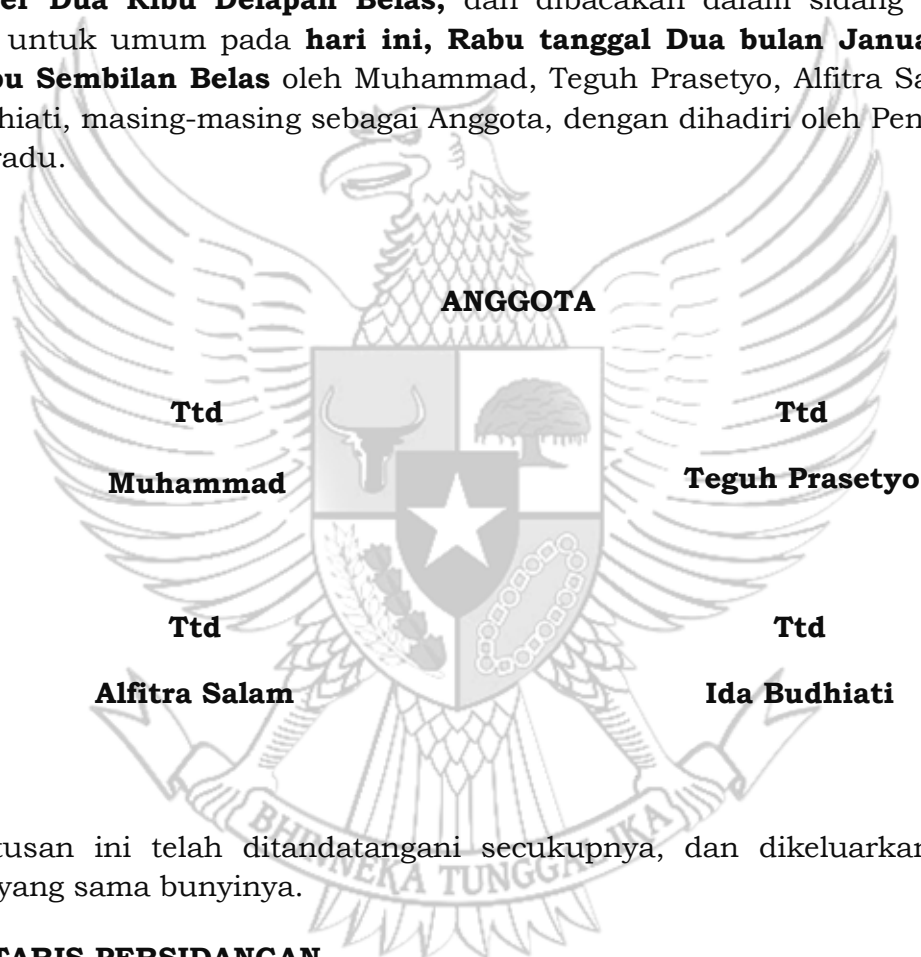 er Dua Ribu Delapan Belas, dan dibacakan dalam sidang
untuk umum pada hari ini, Rabu tanggal Dua bulan Janua
bu Sembilan Belas oleh Muhammad, Teguh Prasetyo, Alfitra Sa
hiati, masing-masing sebagai Anggota, dengan dihadiri oleh Pen
radu.
ANGGOTA
Ttd Ttd
Muhammad Teguh Prasetyo
Ttd Ttd
Alfitra Salam Ida Budhiati
tusan ini telah ditandatangani secukupnya, dan dikeluarkan
yang sama bunyinya.
BHINNEKA TUNGGAL IKA
TARIS PERSIDANGAN